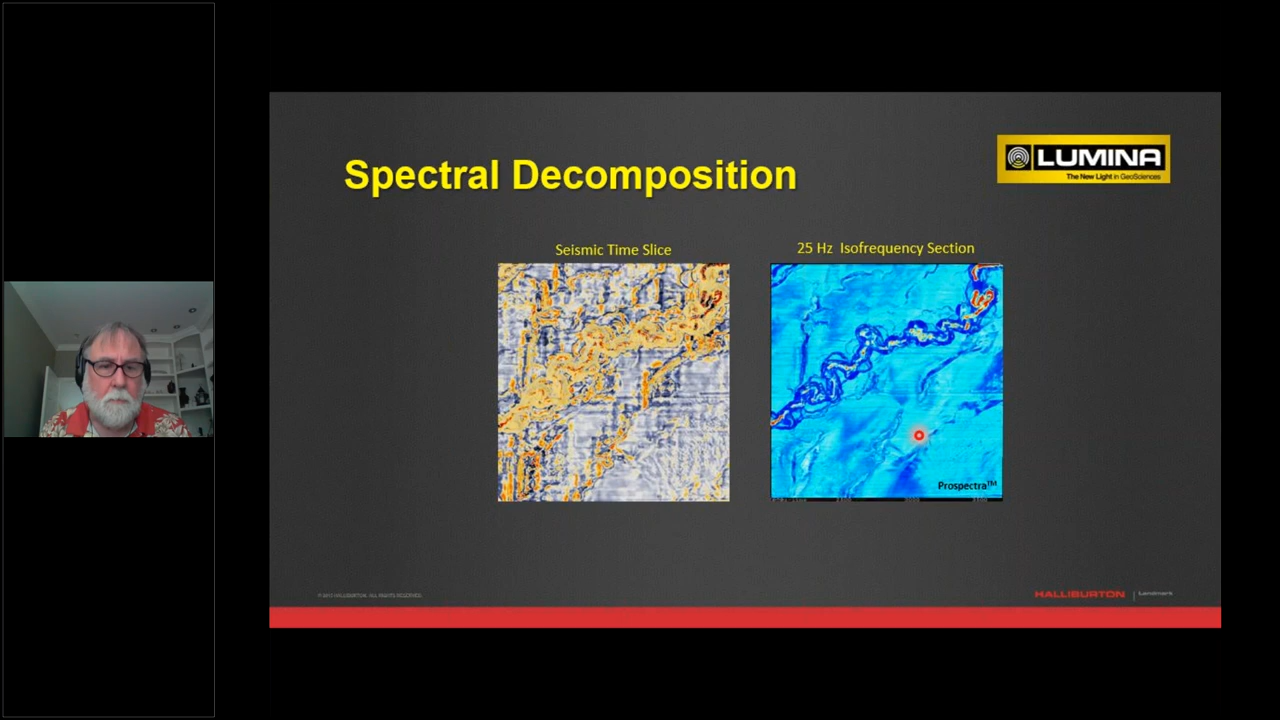 Spectral Decomposition
LUMINA
The New Light in GeoSciences
Seismic Time Slice
25 Hz Isofrequency Section
Prospectra™
HALLIBURTON | Landmark